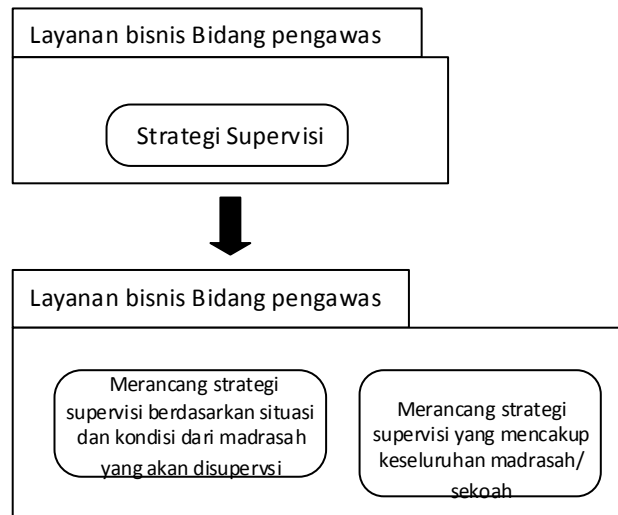 Layanan bisnis Bidang pengawas
Strategi Supervisi
Layanan bisnis Bidang pengawas
Merancang strategi
supervisi berdasarkan situasi
dan kondisi dari madrasah
yang akan disupervsi
Merancang strategi
supervisi yang mencakup
keseluruhan madrasah/
sekoah